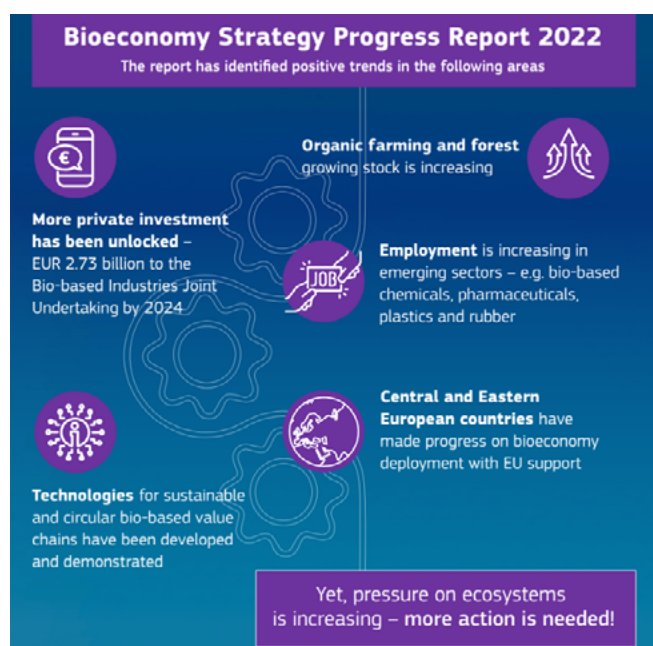 Bioeconomy Strategy Progress Report 2022
The report has identified positive trends in the following areas
€
More private investment
has been unlocked –
EUR 2.73 billion to the
Bio-based Industries Joint
Undertaking by 2024
Organic farming and forest
growing stock is increasing
JOB
Employment is increasing in
emerging sectors – e.g. bio-based
chemicals, pharmaceuticals,
plastics and rubber
i
Technologies for sustainable
and circular bio-based value
chains have been developed
and demonstrated
Central and Eastern
European countries have
made progress on bioeconomy
deployment with EU support
Yet, pressure on ecosystems
is increasing – more action is needed!